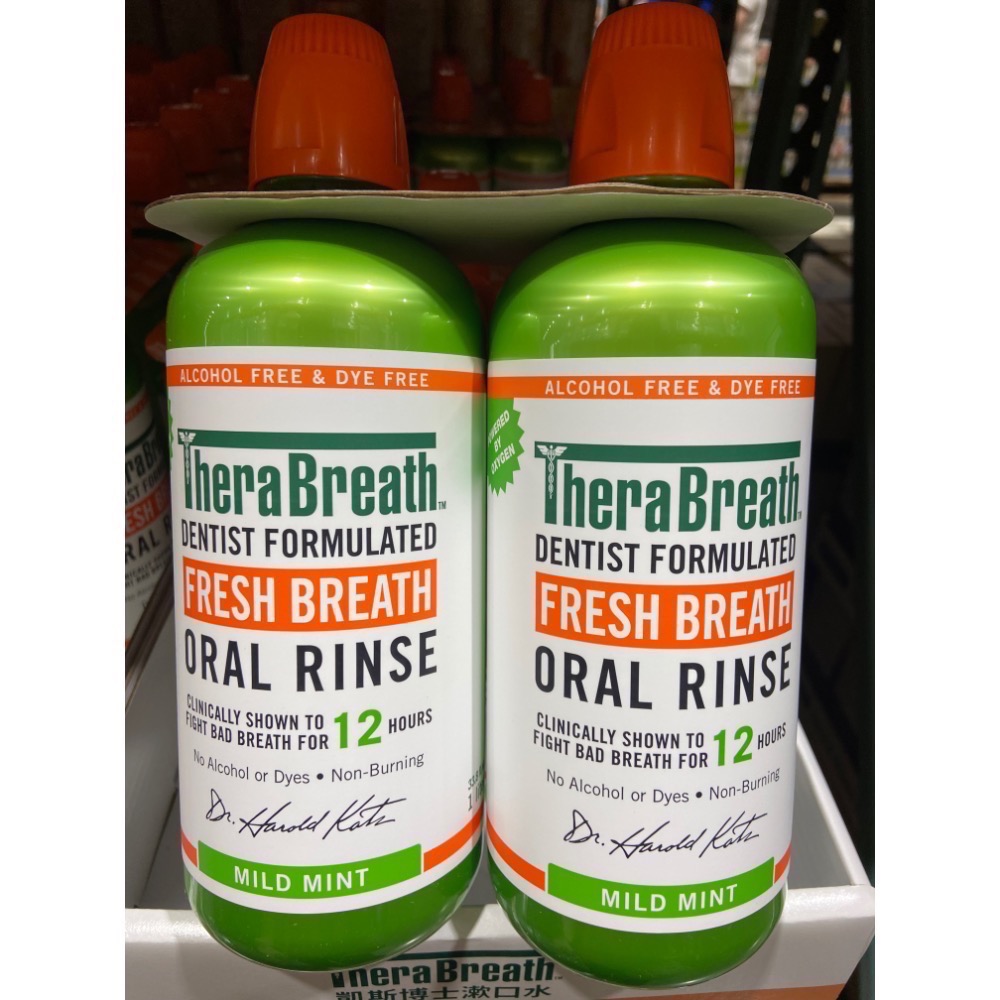 ALCOHOL FREE & DYE FREE
TheraBreath™
DENTIST FORMULATED
FRESH BREATH
ORAL RINSE
CLINICALLY SHOWN TO
FIGHT BAD BREATH FOR 12 HOURS
No Alcohol or Dyes • Non-Burning
Dr. Harold Katz
MILD MINT
ALCOHOL FREE & DYE FREE
POWERED
BY
OXYGEN
TheraBreath™
DENTIST FORMULATED
FRESH BREATH
ORAL RINSE
CLINICALLY SHOWN TO
FIGHT BAD BREATH FOR 12 HOURS
No Alcohol or Dyes • Non-Burning
Dr. Harold Katz
MILD MINT
TheraBreath™
凱斯博士漱口水